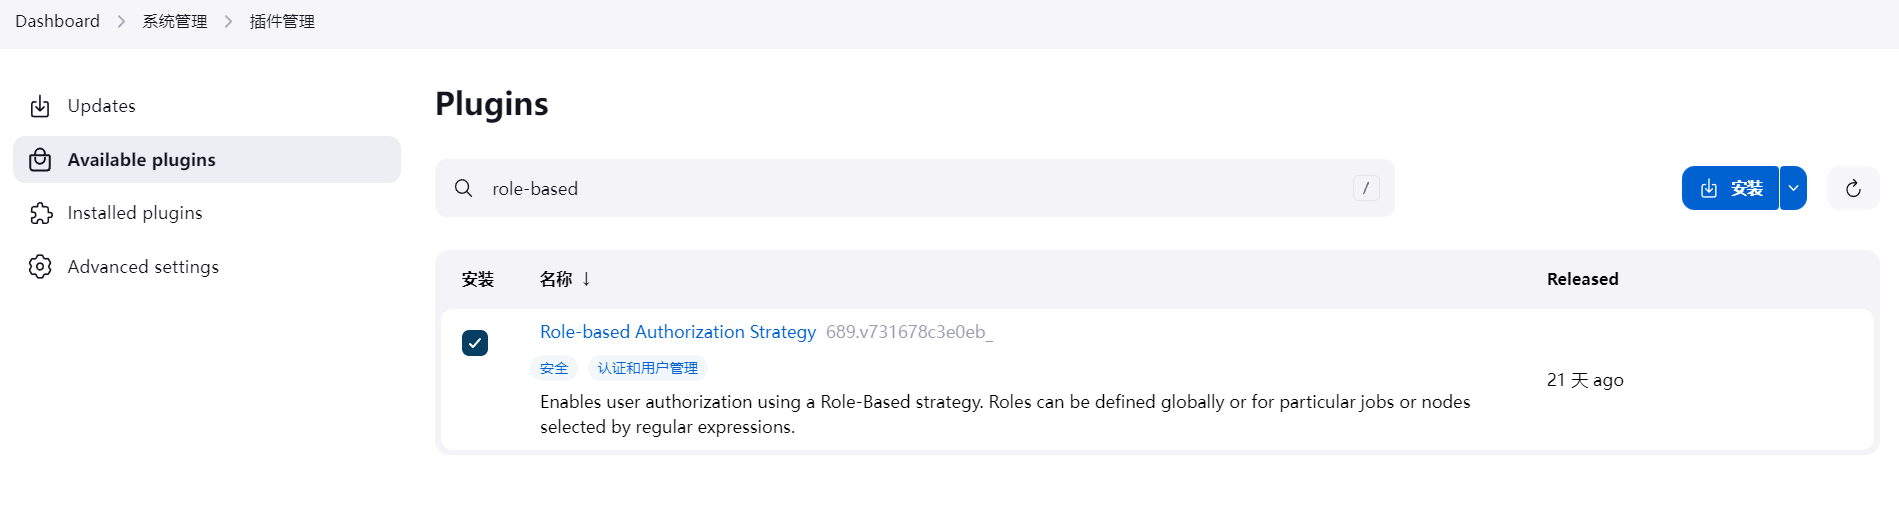 Dashboard > 系统管理 > 插件管理
Updates
Available plugins
Installed plugins
Advanced settings
Plugins
role-based /
安装
安装 名称 ↓ Released
Role-based Authorization Strategy 689.v731678c3e0eb_
安全 认证和用户管理
Enables user authorization using a Role-Based strategy. Roles can be defined globally or for particular jobs or nodes
selected by regular expressions.
21 天 ago